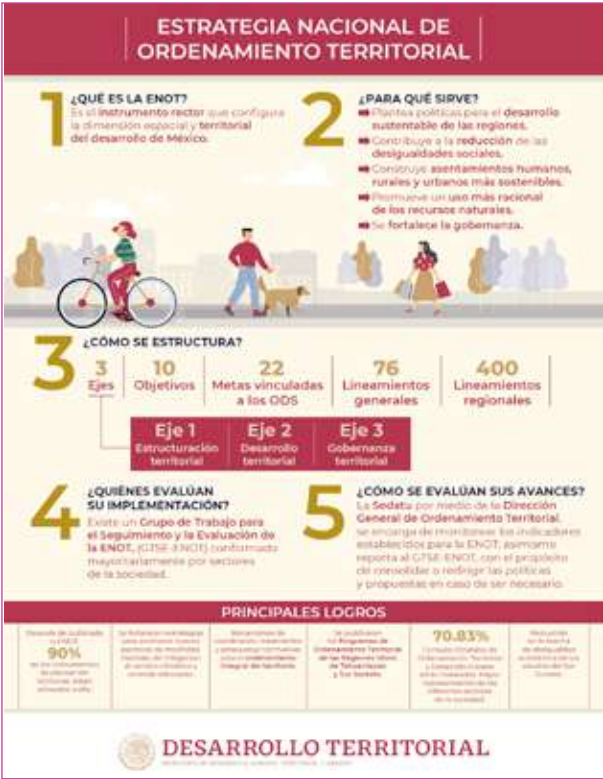 ESTRATEGIA NACIONAL DE
ORDENAMIENTO TERRITORIAL
1
¿QUÉ ES LA ENOT?
Es el instrumento rector que configura
la dimensión espacial y territorial
del desarrollo de México.
2
¿PARA QUÉ SIRVE?
Plantea políticas para el desarrollo
sustentable de las regiones.
Contribuye a la reducción de las
desigualdades sociales.
Construye asentamientos humanos,
rurales y urbanos más sostenibles.
Promueve un uso más racional
de los recursos naturales.
Se fortalece la gobernanza.
3
¿CÓMO SE ESTRUCTURA?
3
Ejes
10
Objetivos
22
Metas vinculadas
a los ODS
76
Lineamientos
generales
400
Lineamientos
regionales
Eje 1
Estructuración
territorial
Eje 2
Desarrollo
territorial
Eje 3
Gobernanza
territorial
4
¿QUIÉNES EVALÚAN
SU IMPLEMENTACIÓN?
Existe un Grupo de Trabajo para
el Seguimiento y la Evaluación de
la ENOT, (GTSE-ENOT) conformado
mayoritariamente por sectores
de la sociedad.
5
¿CÓMO SE EVALÚAN SUS AVANCES?
La Sedatu por medio de la Dirección
General de Ordenamiento Territorial,
se encarga de monitorear los indicadores
establecidos para la ENOT, asimismo
reporta al GTSE-ENOT, con el propósito
de consolidar o redirigir las políticas
y propuestas en caso de ser necesario.
PRINCIPALES LOGROS
90%
70.83%
DESARROLLO TERRITORIAL